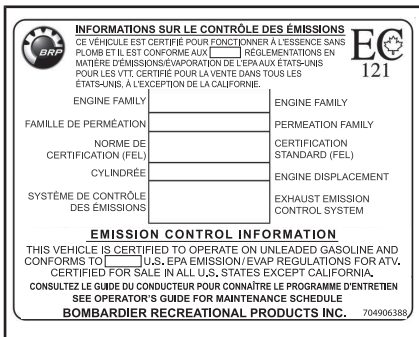 INFORMATIONS SUR LE CONTRÔLE DES ÉMISSIONS
CE VÉHICULE EST CERTIFIÉ POUR FONCTIONNER À L'ESSENCE SANS
PLOMB ET IL EST CONFORME AUX RÉGLEMENTATIONS EN
MATIÈRE D'ÉMISSIONS/ÉVAPORATION DE L'EPA AUX ÉTATS-UNIS
POUR LES VTT. CERTIFIÉ POUR LA VENTE DANS TOUS LES
ÉTATS-UNIS, À L'EXCEPTION DE LA CALIFORNIE.
BRP
EC
121
ENGINE FAMILY ENGINE FAMILY
FAMILLE DE PERMÉATION PERMEATION FAMILY
NORME DE CERTIFICATION
CERTIFICATION (FEL) STANDARD (FEL)
CYLINDRÉE ENGINE DISPLACEMENT
SYSTÈME DE CONTRÔLE EXHAUST EMISSION
DES ÉMISSIONS CONTROL SYSTEM
EMISSION CONTROL INFORMATION
THIS VEHICLE IS CERTIFIED TO OPERATE ON UNLEADED GASOLINE AND
CONFORMS TO U.S. EPA EMISSION/EVAP REGULATIONS FOR ATV.
CERTIFIED FOR SALE IN ALL U.S. STATES EXCEPT CALIFORNIA.
CONSULTEZ LE GUIDE DU CONDUCTEUR POUR CONNAÎTRE LE PROGRAMME D'ENTRETIEN
SEE OPERATOR'S GUIDE FOR MAINTENANCE SCHEDULE
BOMBARDIER RECREATIONAL PRODUCTS INC. 704906388